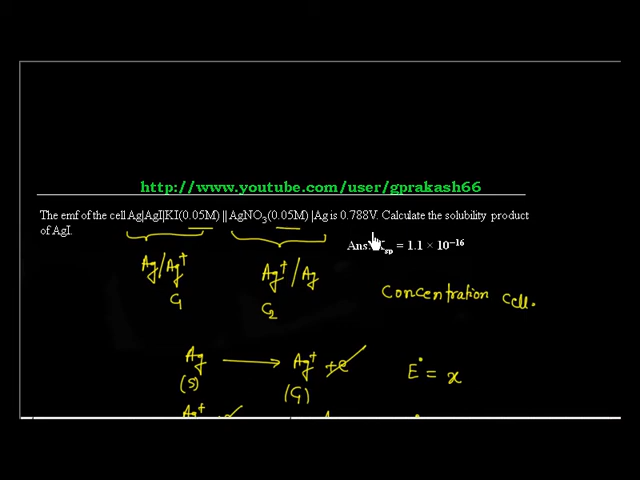 http://www.youtube.com/user/gprakash66
The emf of the cell Ag|AgI|KI(0.05M) || AgNO₃(0.05M) |Ag is 0.788V. Calculate the solubility product
of AgI.
= 1.1 × 10⁻¹⁶
Ag/Ag⁺
C₁
Ag⁺/Ag
C₂
Concentration cell.
Ag ⟶ Ag⁺ + e
(s) (C₁)
E° = x
Ag⁺